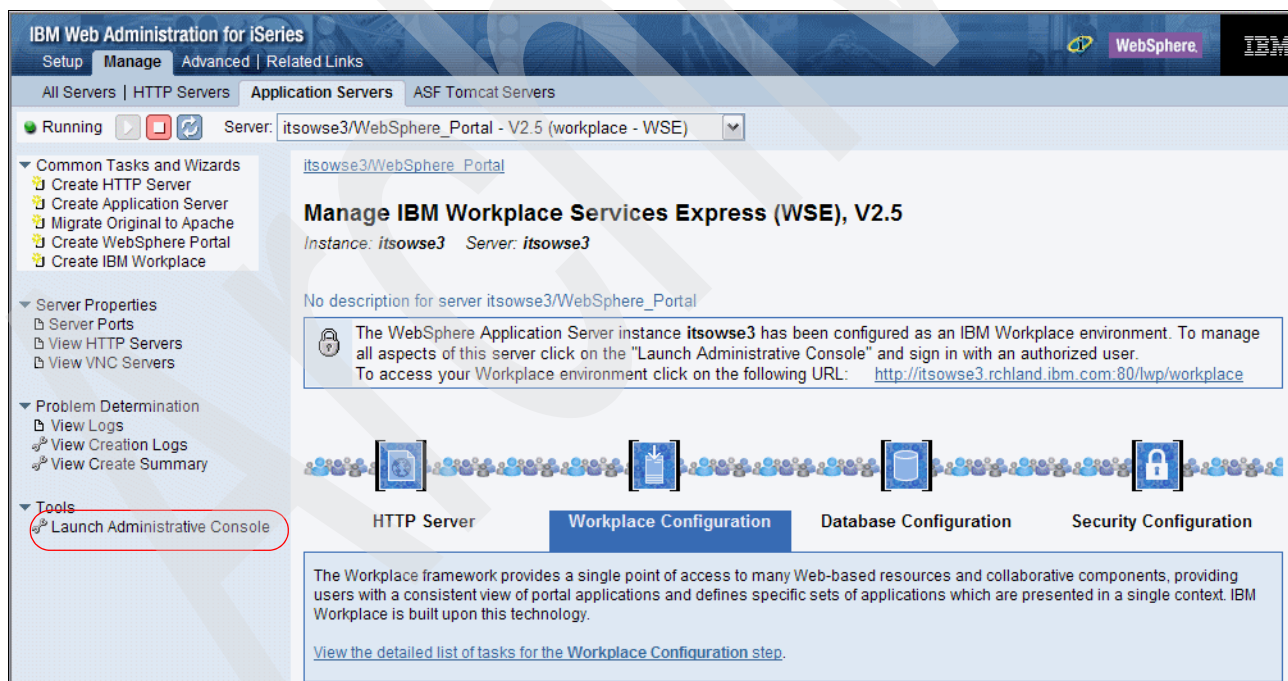 IBM Web Administration for iSeries
Setup Manage Advanced | Related Links
WebSphere.
IBM
All Servers | HTTP Servers Application Servers ASF Tomcat Servers
Running Server: itsowse3/WebSphere_Portal - V2.5 (workplace - WSE)
Common Tasks and Wizards
Create HTTP Server
Create Application Server
Migrate Original to Apache
Create WebSphere Portal
Create IBM Workplace
Server Properties
Server Ports
View HTTP Servers
View VNC Servers
Problem Determination
View Logs
View Creation Logs
View Create Summary
Tools
Launch Administrative Console
itsowse3/WebSphere_Portal
Manage IBM Workplace Services Express (WSE), V2.5
Instance: itsowse3 Server: itsowse3
No description for server itsowse3/WebSphere_Portal
The WebSphere Application Server instance itsowse3 has been configured as an IBM Workplace environment. To manage
all aspects of this server click on the "Launch Administrative Console" and sign in with an authorized user.
To access your Workplace environment click on the following URL: http://itsowse3.rchland.ibm.com:80/lwp/workplace
HTTP Server Workplace Configuration Database Configuration Security Configuration
The Workplace framework provides a single point of access to many Web-based resources and collaborative components, providing
users with a consistent view of portal applications and defines specific sets of applications which are presented in a single context. IBM
Workplace is built upon this technology.
View the detailed list of tasks for the Workplace Configuration step.